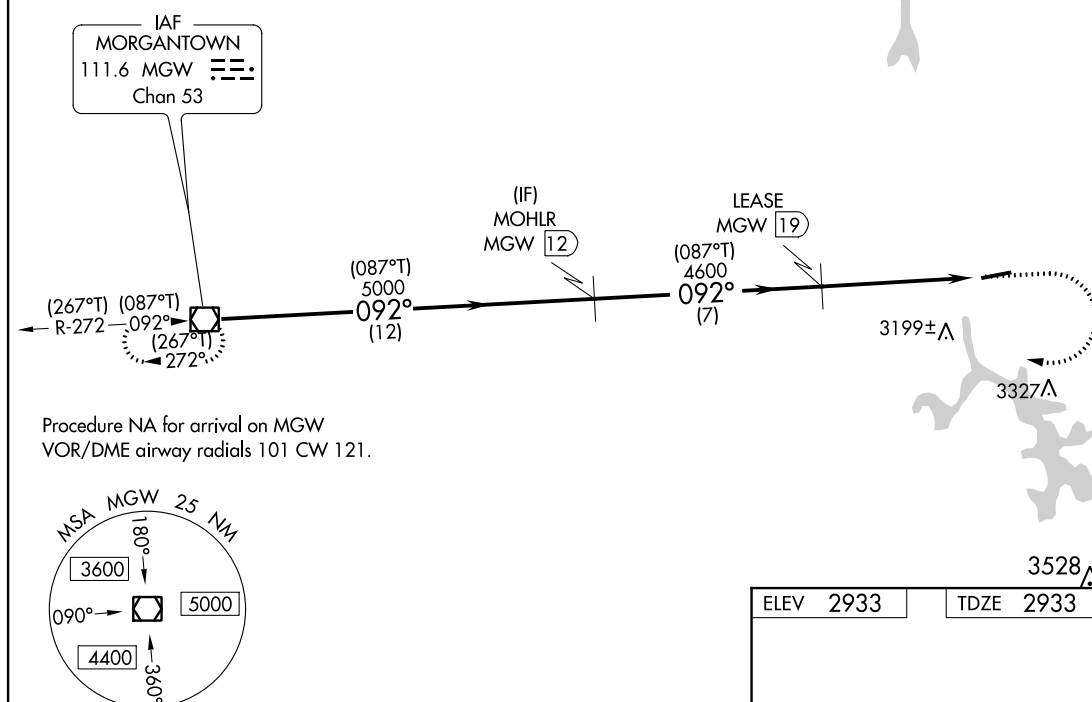 IAF
MORGANTOWN
111.6 MGW
Chan 53
(IF)
MOHLR
MGW 12
LEASE
MGW 19
(087°T)
5000
092°
(12)
(087°T)
4600
092°
(7)
(267°T) (087°T)
R-272 092°
(267°T)
272°
3199±
3327
Procedure NA for arrival on MGW
VOR/DME airway radials 101 CW 121.
MSA MGW 25 NM
180°
3600
090°
5000
4400
360°
3528
ELEV 2933 TDZE 2933